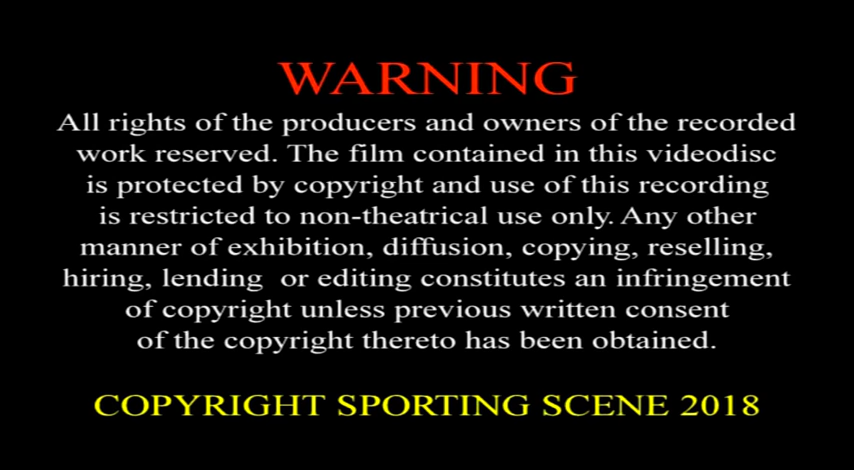 WARNING
All rights of the producers and owners of the recorded
work reserved. The film contained in this videodisc
is protected by copyright and use of this recording
is restricted to non-theatrical use only. Any other
manner of exhibition, diffusion, copying, reselling,
hiring, lending  or editing constitutes an infringement
of copyright unless previous written consent
of the copyright thereto has been obtained.
COPYRIGHT SPORTING SCENE 2018